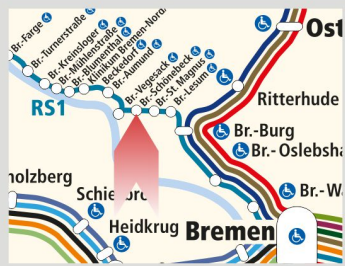 Br.-Farge
Br.-Turnerstraße
Br.-Kreinsloger
Br.-Mühlenstraße
Br.-Blumenthal
Klinikum Bremen-Nord/
Beckedorf
Br.-Aumund
Br.-Vegesack
Br.-Schönebeck
Br.-St. Magnus
Br.-Lesum
RS1
Ost
Ritterhude
Br.-Burg
Br.-Oslebsha
Br.-W
holzberg
Heidkrug
Bremen